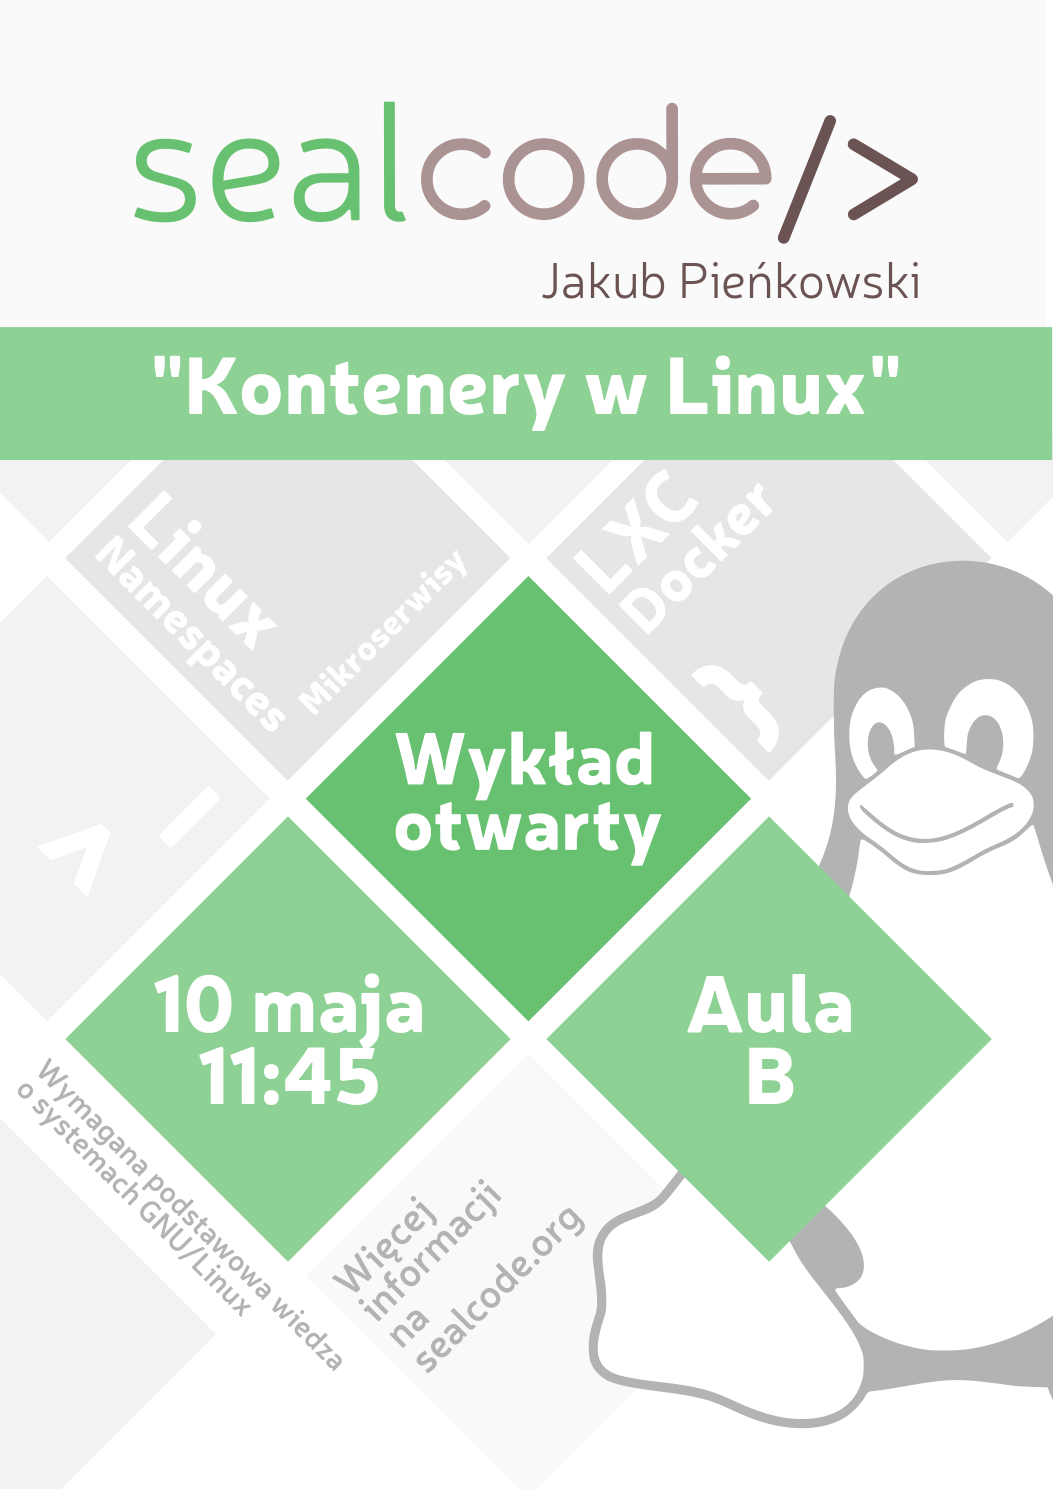 sealcode/>
Jakub Pieńkowski
"Kontenery w Linux"
Linux
Namespaces
Mikroserwisy
LXC
Docker
}
Wykład
otwarty
^_
10 maja
11:45
Aula
B
Wymagana podstawowa wiedza
o systemach GNU/Linux
Więcej
informacji
na
sealcode.org